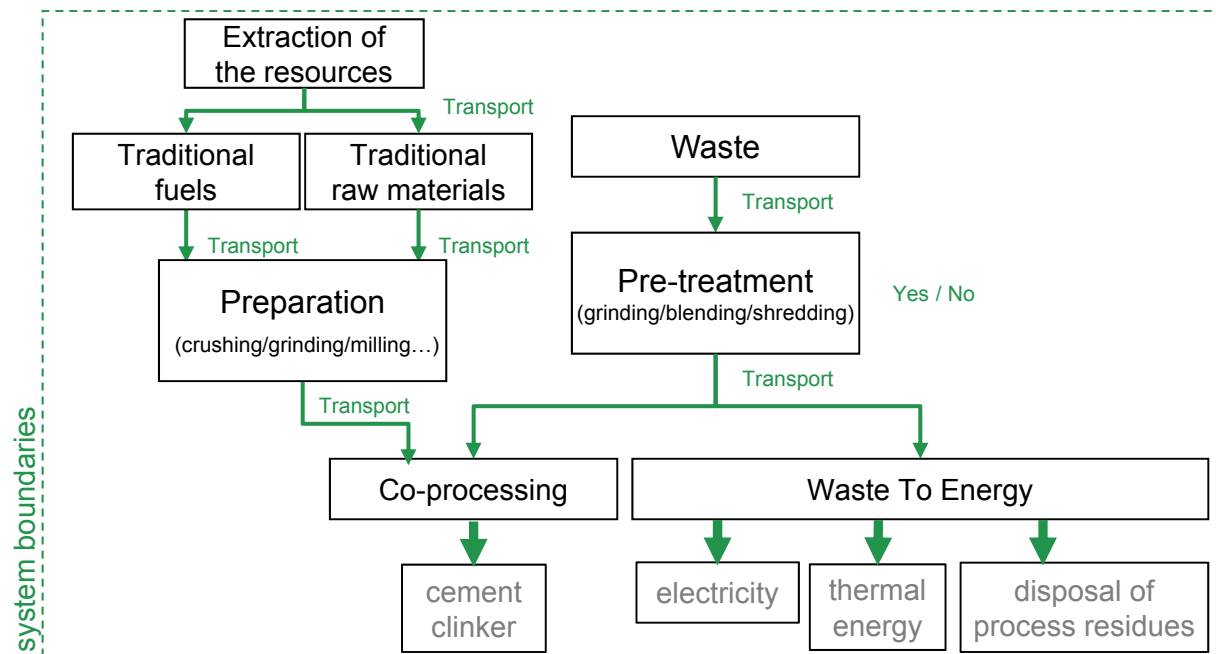 Extraction of
the resources
Transport
Traditional
fuels
Traditional
raw materials
Waste
Transport
Transport
Transport
Preparation
(crushing/grinding/milling…)
Pre-treatment
(grinding/blending/shredding)
Yes / No
Transport
Transport
Co-processing
Waste To Energy
cement
clinker
electricity
thermal
energy
disposal of
process residues
system boundaries